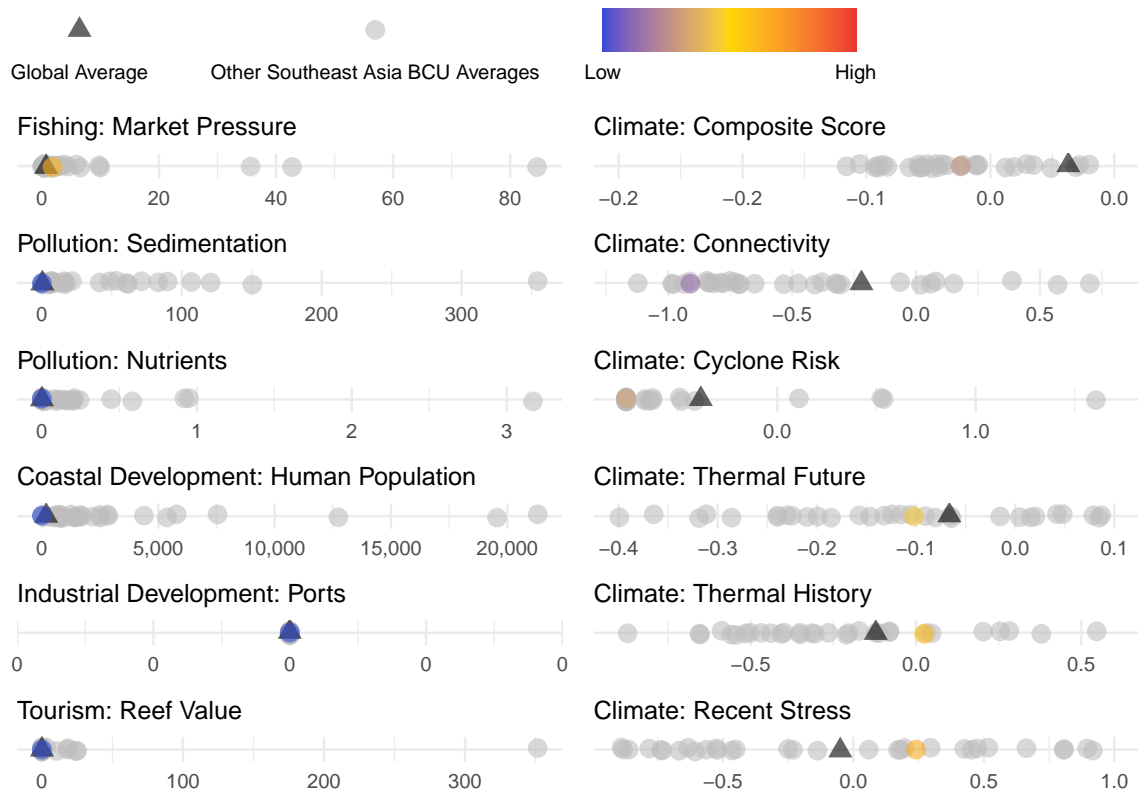 Global Average Other Southeast Asia BCU Averages Low High
Fishing: Market Pressure
0 20 40 60 80
Pollution: Sedimentation
0 100 200 300
Pollution: Nutrients
0 1 2 3
Coastal Development: Human Population
0 5,000 10,000 15,000 20,000
Industrial Development: Ports
0 0 0 0 0
Tourism: Reef Value
0 100 200 300
Climate: Composite Score
−0.2 −0.2 −0.1 0.0 0.0
Climate: Connectivity
−1.0 −0.5 0.0 0.5
Climate: Cyclone Risk
0.0 1.0
Climate: Thermal Future
−0.4 −0.3 −0.2 −0.1 0.0 0.1
Climate: Thermal History
−0.5 0.0 0.5
Climate: Recent Stress
−0.5 0.0 0.5 1.0